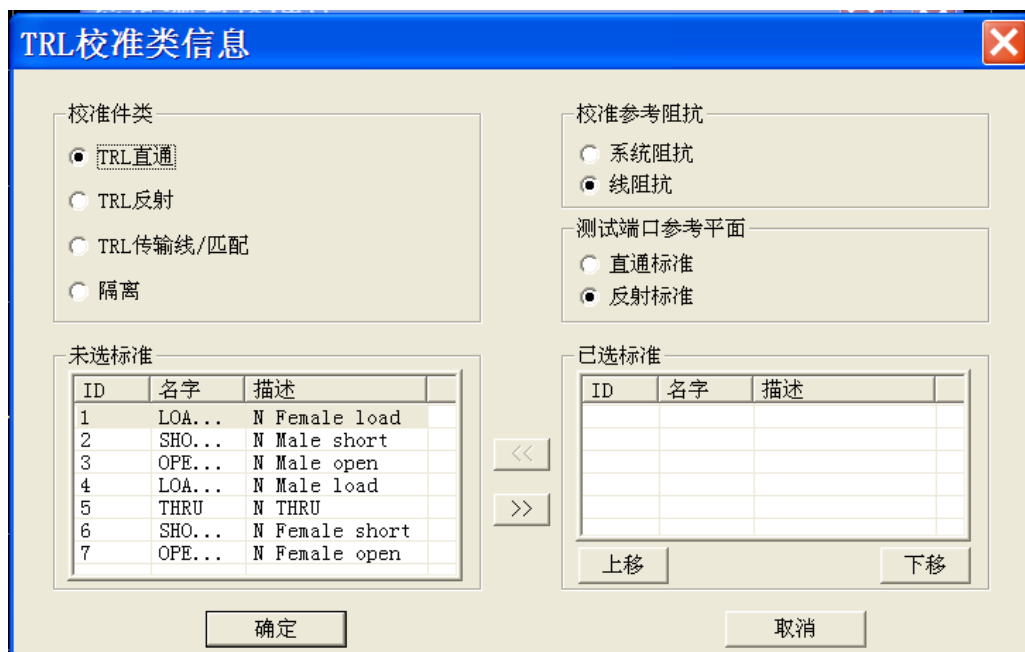 TRL校准类信息
校准件类
TRL直通
TRL反射
TRL传输线/匹配
隔离
校准参考阻抗
系统阻抗
线阻抗
测试端口参考平面
直通标准
反射标准
未选标准
ID 名字 描述
1 LOA... N Female load
2 SHO... N Male short
3 OPE... N Male open
4 LOA... N Male load
5 THRU N THRU
6 SHO... N Female short
7 OPE... N Female open
<<
>>
已选标准
ID 名字 描述
上移 下移
确定 取消